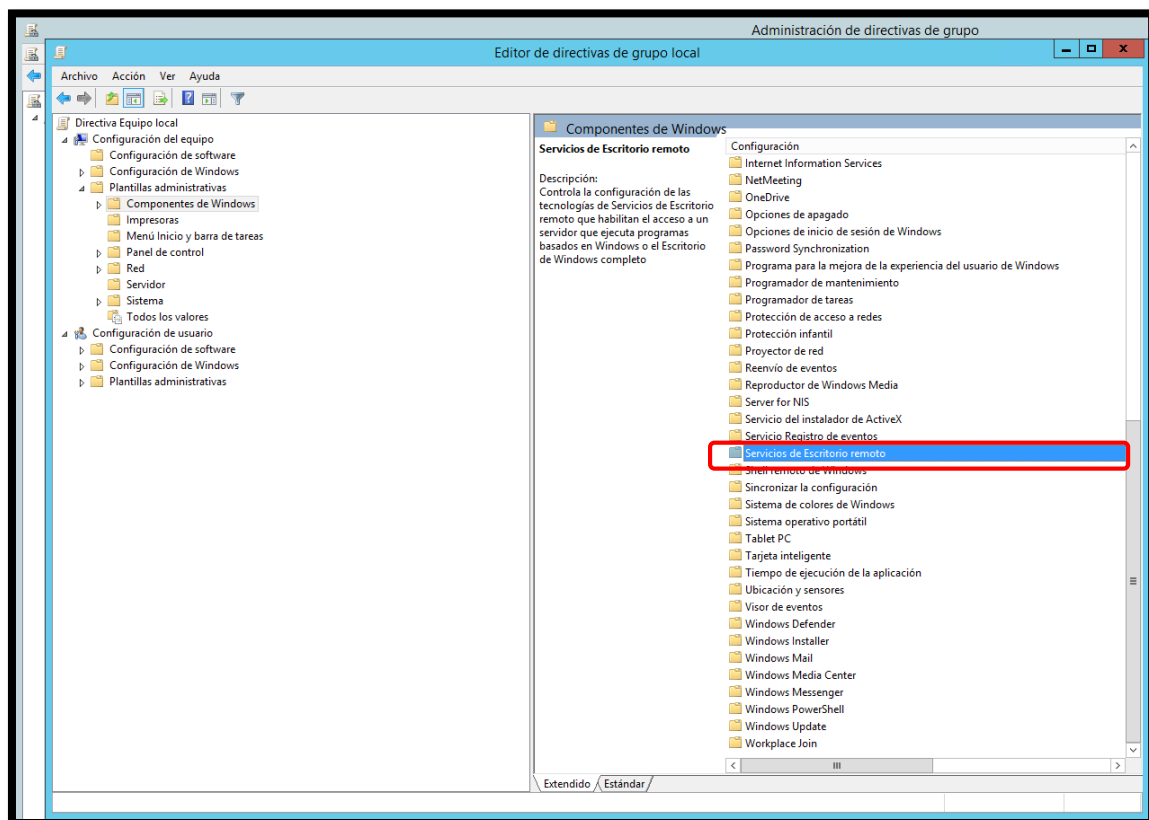 Administración de directivas de grupo
Editor de directivas de grupo local
Archivo Acción Ver Ayuda
Directiva Equipo local
Configuración del equipo
Configuración de software
Configuración de Windows
Plantillas administrativas
Componentes de Windows
Impresoras
Menú Inicio y barra de tareas
Panel de control
Red
Servidor
Sistema
Todos los valores
Configuración de usuario
Configuración de software
Configuración de Windows
Plantillas administrativas
Componentes de Windows
Servicios de Escritorio remoto
Descripción:
Controla la configuración de las
tecnologías de Servicios de Escritorio
remoto que habilitan el acceso a un
servidor que ejecuta programas
basados en Windows o el Escritorio
de Windows completo
Configuración
Internet Information Services
NetMeeting
OneDrive
Opciones de apagado
Opciones de inicio de sesión de Windows
Password Synchronization
Programa para la mejora de la experiencia del usuario de Windows
Programador de mantenimiento
Programador de tareas
Protección de acceso a redes
Protección infantil
Proyector de red
Reenvío de eventos
Reproductor de Windows Media
Server for NIS
Servicio del instalador de ActiveX
Servicio Registro de eventos
Servicios de Escritorio remoto
Shell remoto de Windows
Sincronizar la configuración
Sistema de colores de Windows
Sistema operativo portátil
Tablet PC
Tarjeta inteligente
Tiempo de ejecución de la aplicación
Ubicación y sensores
Visor de eventos
Windows Defender
Windows Installer
Windows Mail
Windows Media Center
Windows Messenger
Windows PowerShell
Windows Update
Workplace Join
Extendido Estándar